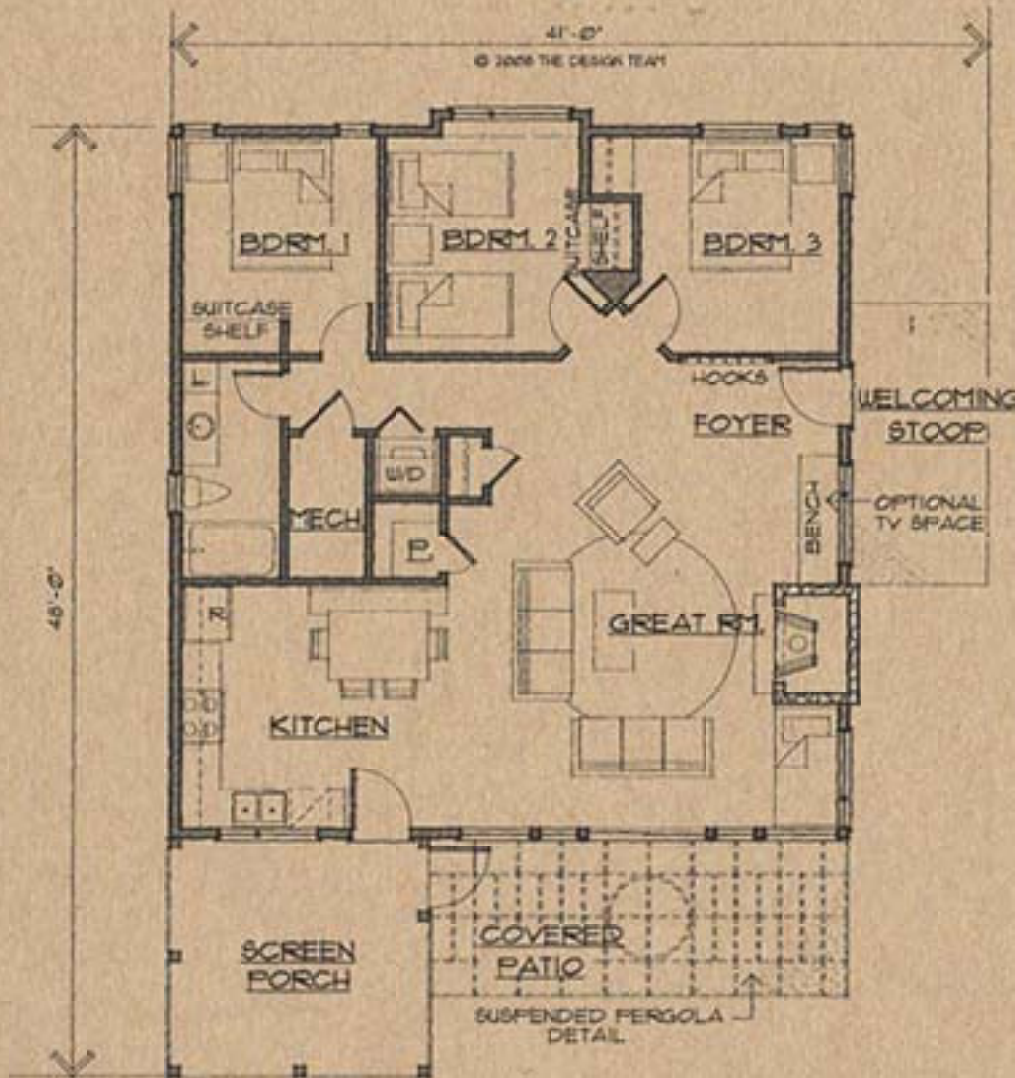 41'-0"
© 2008 THE DESIGN TEAM
BDRM. 1
BDRM. 2
SUITCASE
SHELF
BDRM. 3
SUITCASE
SHELF
L
HOOKS
FOYER
WELCOMING
STOOP
W/D
MECH.
P.
BENCH
OPTIONAL
TV SPACE
48'-0"
R
GREAT RM.
KITCHEN
SCREEN
PORCH
COVERED
PATIO
SUSPENDED PERGOLA
DETAIL